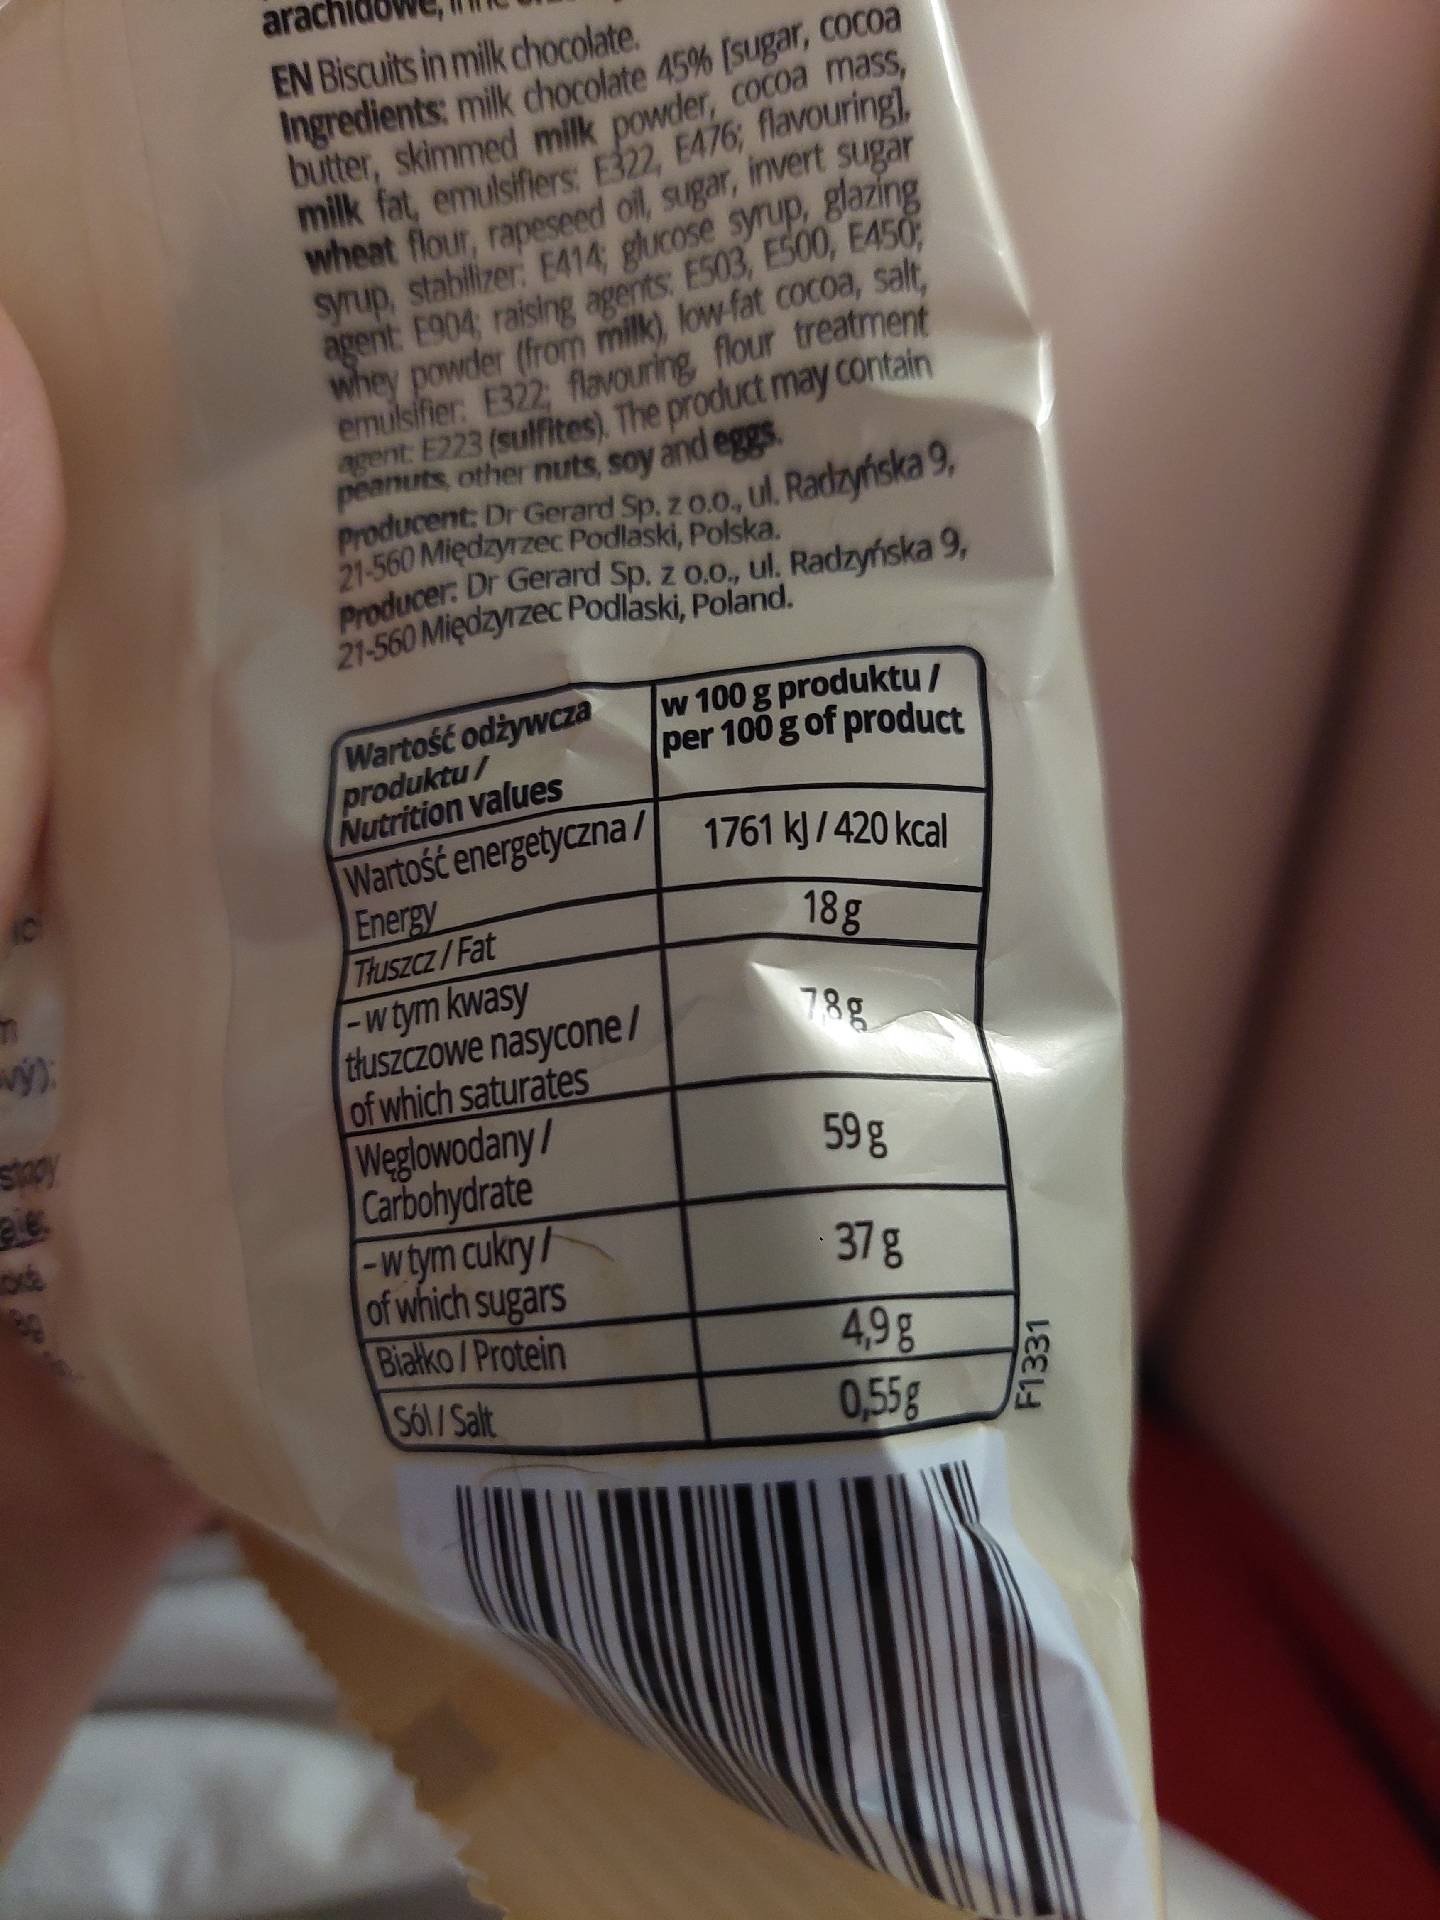 arachidowe,
EN Biscuits in milk chocolate.
Ingredients: milk chocolate 45% [sugar, cocoa
butter, skimmed milk powder, cocoa mass,
milk fat, emulsifiers: E322, E476; flavouring],
wheat flour, rapeseed oil, sugar, invert sugar
syrup, stabilizer: E414; glucose syrup, glazing
agent: E904; raising agents: E503, E500, E450;
whey powder (from milk), low-fat cocoa, salt,
emulsifier: E322; flavouring, flour treatment
agent: E223 (sulfites). The product may contain
peanuts, other nuts, soy and eggs.
Producent: Dr Gerard Sp. z o.o., ul. Radzyńska 9,
21-560 Międzyrzec Podlaski, Polska.
Producer: Dr Gerard Sp. z o.o., ul. Radzyńska 9,
21-560 Międzyrzec Podlaski, Poland.
Wartość odżywcza
produktu /
Nutrition values
w 100 g produktu /
per 100 g of product
Wartość energetyczna /
Energy
1761 kJ / 420 kcal
Tłuszcz / Fat
18 g
- w tym kwasy
tłuszczowe nasycone /
of which saturates
7,8 g
Węglowodany /
Carbohydrate
59 g
- w tym cukry /
of which sugars
37 g
Białko / Protein
4,9 g
Sól / Salt
0,55 g
F1331